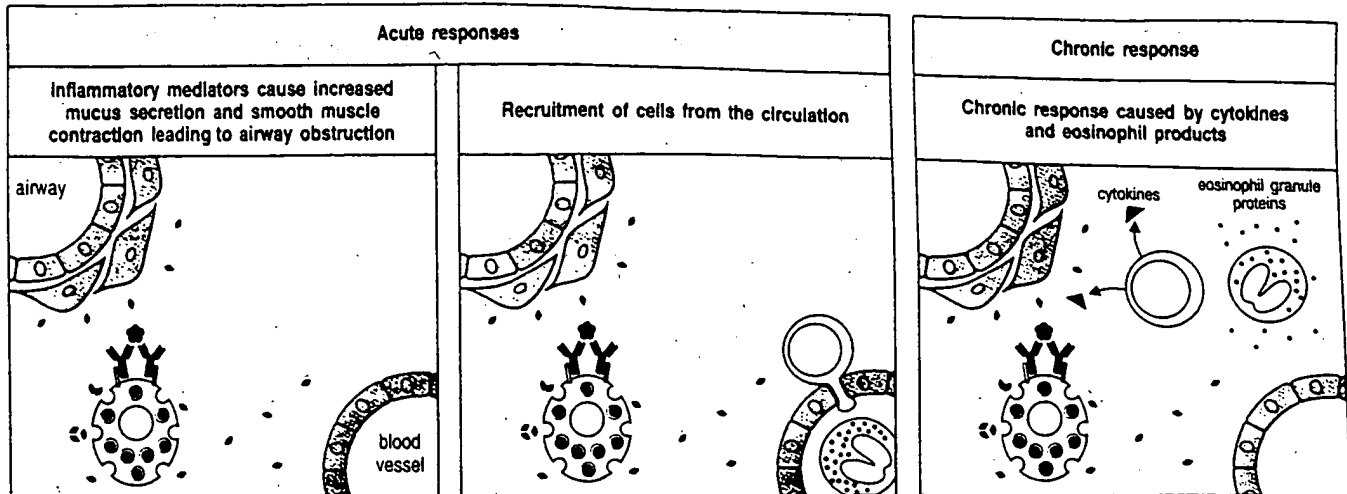 Acute responses
Inflammatory mediators cause increased
mucus secretion and smooth muscle
contraction leading to airway obstruction
Recruitment of cells from the circulation
Chronic response
Chronic response caused by cytokines
and eosinophil products
airway
blood
vessel
cytokines
eosinophil granule
proteins